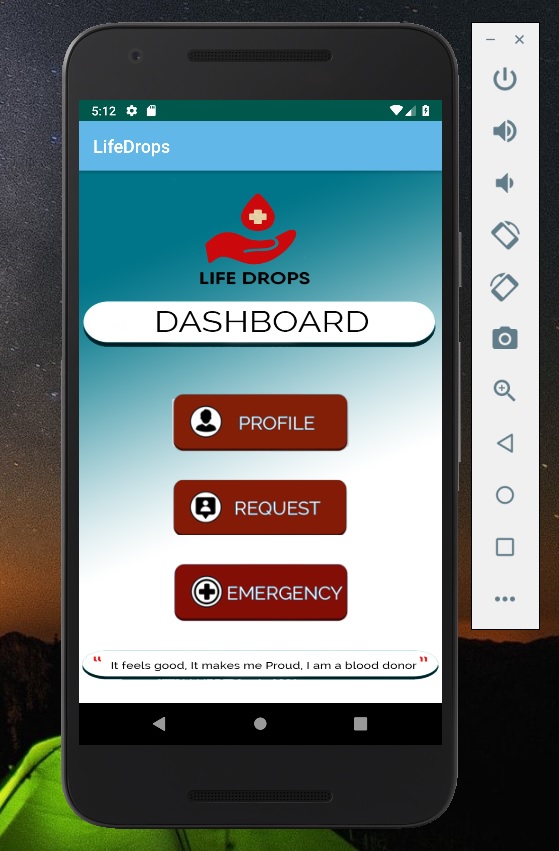 5:12
LifeDrops
LIFE DROPS
DASHBOARD
PROFILE
REQUEST
EMERGENCY
“ It feels good, It makes me Proud, I am a blood donor ”